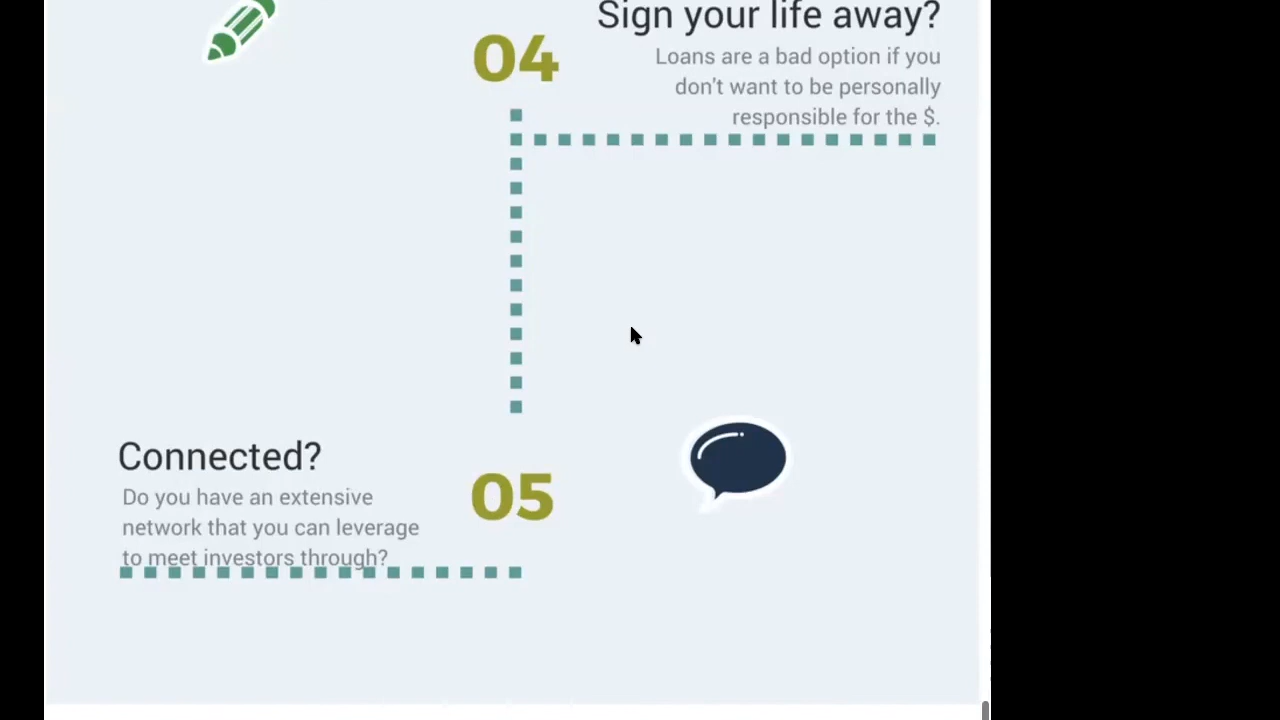 Sign your life away?
04
Loans are a bad option if you
don't want to be personally
responsible for the $.
Connected?
05
Do you have an extensive
network that you can leverage
to meet investors through?